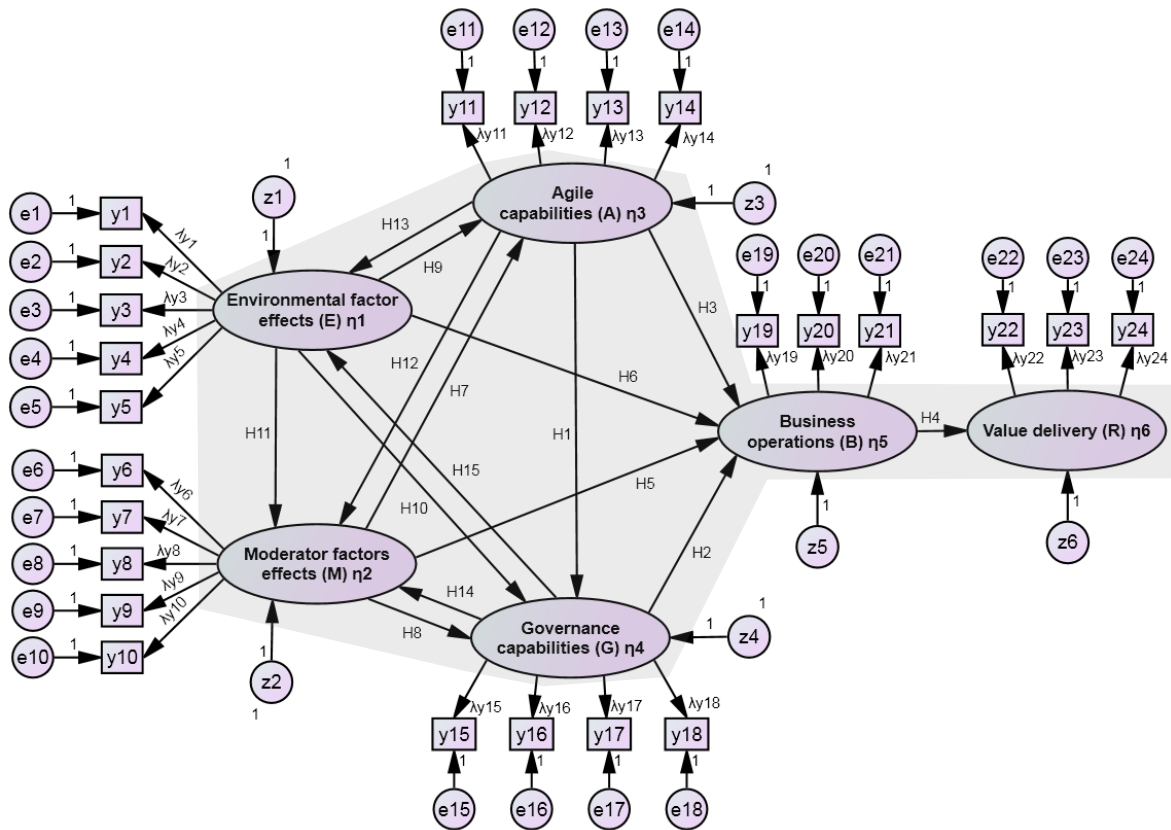 e11 e12 e13 e14
1 1 1 1
y11 y12 y13 y14
λy11 λy12 λy13 λy14
1 1
z1 Agile 1 z3
capabilities (A) η3
1
e1 1 y1 λy1
e2 1 y2 λy2
e3 1 y3 λy3
e4 1 y4 λy4
e5 1 y5 λy5
H13
H9
Environmental factor
effects (E) η1
e19 e20 e21
1 1 1
y19 y20 y21
λy19 λy20 λy21
e22 e23 e24
1 1 1
y22 y23 y24
λy22 λy23 λy24
H3
H12
H7
H6
H11
H1
H15
H10
H5
H2
Business
operations (B) η5
H4
Value delivery (R) η6
1 1
z5 z6
e6 1 y6 λy6
e7 1 y7 λy7
e8 1 y8 λy8
e9 1 y9 λy9
e10 1 y10 λy10
Moderator factors
effects (M) η2
H14
H8
1
z2
1
Governance
capabilities (G) η4
1
1 z4
λy15 λy16 λy17 λy18
y15 y16 y17 y18
1 1 1 1
e15 e16 e17 e18